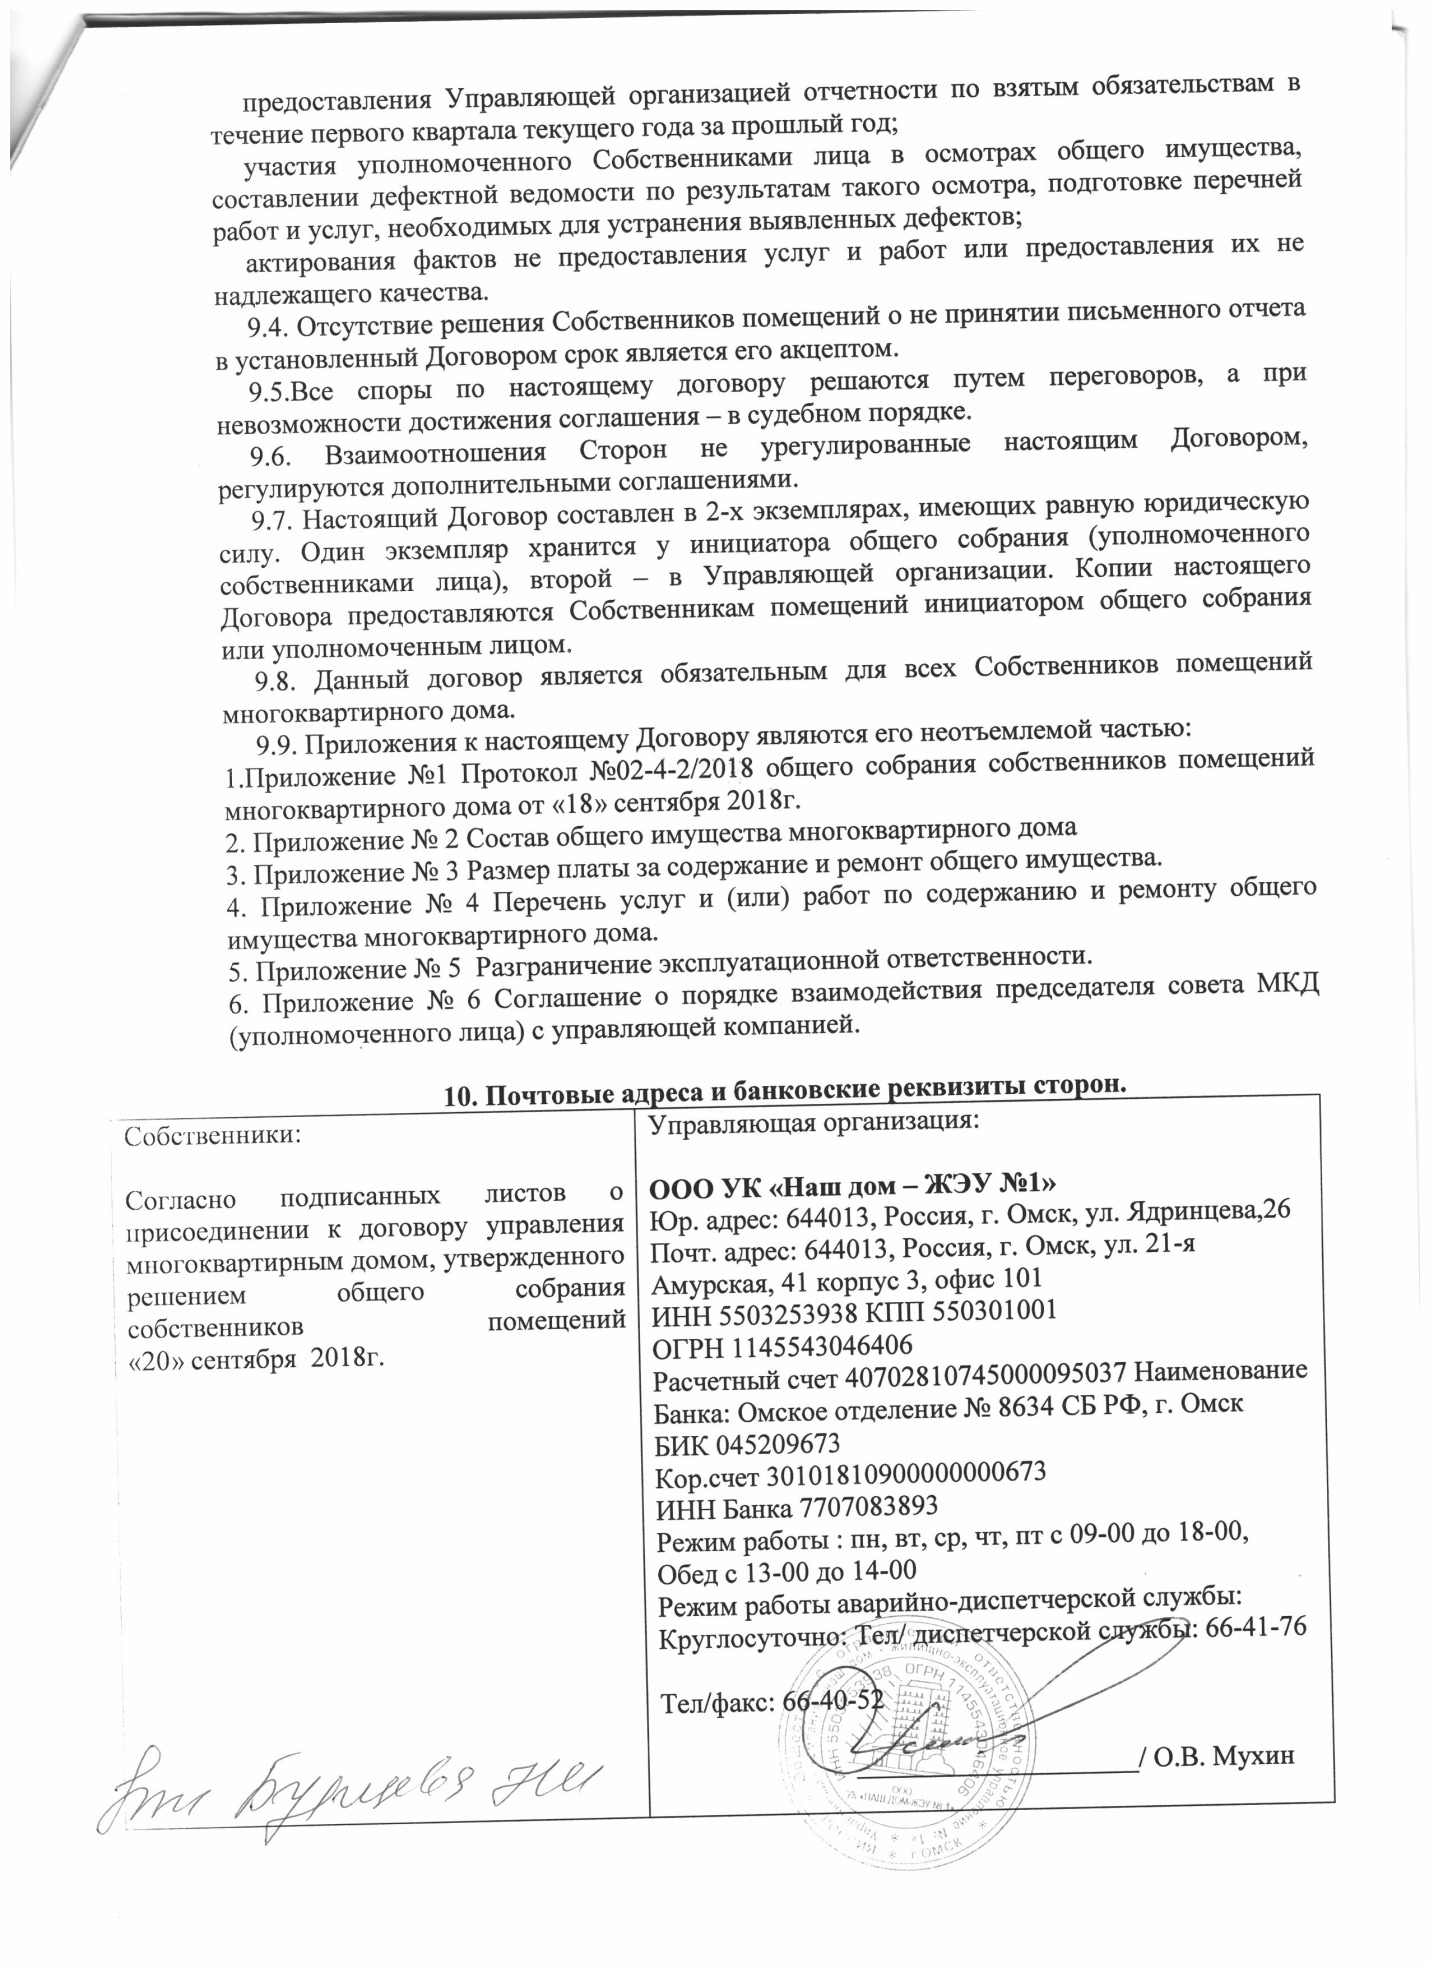 предоставления Управляющей организацией отчетности по взятым обязательствам в
течение первого квартала текущего года за прошлый год;
участия уполномоченного Собственниками лица в осмотрах общего имущества,
составлении дефектной ведомости по результатам такого осмотра, подготовке перечней
работ и услуг, необходимых для устранения выявленных дефектов;
актирования фактов не предоставления услуг и работ или предоставления их не
надлежащего качества.
9.4. Отсутствие решения Собственников помещений о не принятии письменного отчета
в установленный Договором срок является его акцептом.
9.5.Все споры по настоящему договору решаются путем переговоров, а при
невозможности достижения соглашения – в судебном порядке.
9.6. Взаимоотношения Сторон не урегулированные настоящим Договором,
регулируются дополнительными соглашениями.
9.7. Настоящий Договор составлен в 2-х экземплярах, имеющих равную юридическую
силу. Один экземпляр хранится у инициатора общего собрания (уполномоченного
собственниками лица), второй – в Управляющей организации. Копии настоящего
Договора предоставляются Собственникам помещений инициатором общего собрания
или уполномоченным лицом.
9.8. Данный договор является обязательным для всех Собственников помещений
многоквартирного дома.
9.9. Приложения к настоящему Договору являются его неотъемлемой частью:
1.Приложение №1 Протокол №02-4-2/2018 общего собрания собственников помещений
многоквартирного дома от «18» сентября 2018г.
2. Приложение № 2 Состав общего имущества многоквартирного дома
3. Приложение № 3 Размер платы за содержание и ремонт общего имущества.
4. Приложение № 4 Перечень услуг и (или) работ по содержанию и ремонту общего
имущества многоквартирного дома.
5. Приложение № 5 Разграничение эксплуатационной ответственности.
6. Приложение № 6 Соглашение о порядке взаимодействия председателя совета МКД
(уполномоченного лица) с управляющей компанией.
10. Почтовые адреса и банковские реквизиты сторон.
Собственники:
Согласно подписанных листов о
присоединении к договору управления
многоквартирным домом, утвержденного
решением общего собрания
собственников помещений
«20» сентября 2018г.
Бурцева НИ
Управляющая организация:
ООО УК «Наш дом – ЖЭУ №1»
Юр. адрес: 644013, Россия, г. Омск, ул. Ядринцева,26
Почт. адрес: 644013, Россия, г. Омск, ул. 21-я
Амурская, 41 корпус 3, офис 101
ИНН 5503253938 КПП 550301001
ОГРН 1145543046406
Расчетный счет 40702810745000095037 Наименование
Банка: Омское отделение № 8634 СБ РФ, г. Омск
БИК 045209673
Кор.счет 30101810900000000673
ИНН Банка 7707083893
Режим работы : пн, вт, ср, чт, пт с 09-00 до 18-00,
Обед с 13-00 до 14-00
Режим работы аварийно-диспетчерской службы:
Круглосуточно: Тел/ диспетчерской службы: 66-41-76
Тел/факс: 66-40-52
/ О.В. Мухин
ИНН 5503253938 ОГРН 1145543046406
ООО
УК «НАШ ДОМ-ЖЭУ № 1»
г.ОМСК